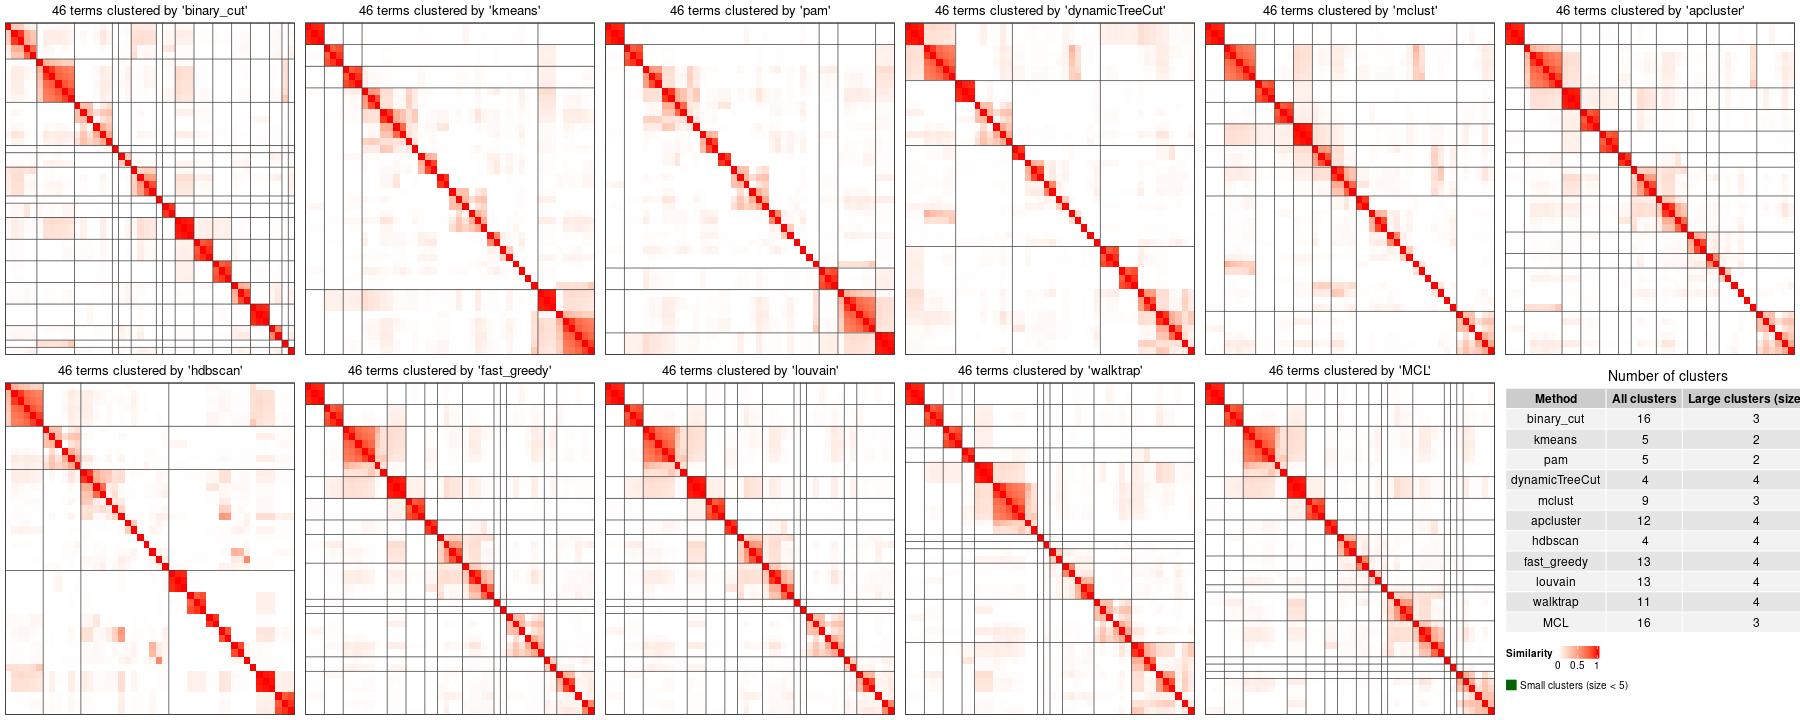 46 terms clustered by 'binary_cut'
46 terms clustered by 'kmeans'
46 terms clustered by 'pam'
46 terms clustered by 'dynamicTreeCut'
46 terms clustered by 'mclust'
46 terms clustered by 'apcluster'
46 terms clustered by 'hdbscan'
46 terms clustered by 'fast_greedy'
46 terms clustered by 'louvain'
46 terms clustered by 'walktrap'
46 terms clustered by 'MCL'
Number of clusters
Method All clusters Large clusters (size
binary_cut 16 3
kmeans 5 2
pam 5 2
dynamicTreeCut 4 4
mclust 9 3
apcluster 12 4
hdbscan 4 4
fast_greedy 13 4
louvain 13 4
walktrap 11 4
MCL 16 3
Similarity
0 0.5 1
Small clusters (size < 5)